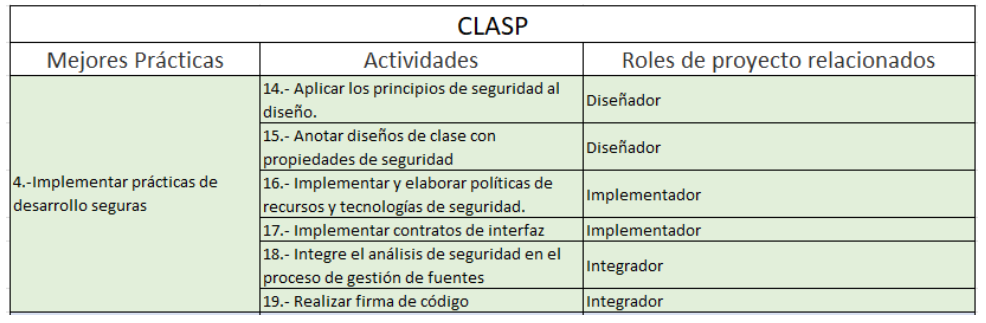 CLASP
Mejores Prácticas
Actividades
Roles de proyecto relacionados
4.-Implementar prácticas de
desarrollo seguras
14.- Aplicar los principios de seguridad al
diseño.
Diseñador
15.- Anotar diseños de clase con
propiedades de seguridad
Diseñador
16.- Implementar y elaborar políticas de
recursos y tecnologías de seguridad.
Implementador
17.- Implementar contratos de interfaz
Implementador
18.- Integre el análisis de seguridad en el
proceso de gestión de fuentes
Integrador
19.- Realizar firma de código
Integrador